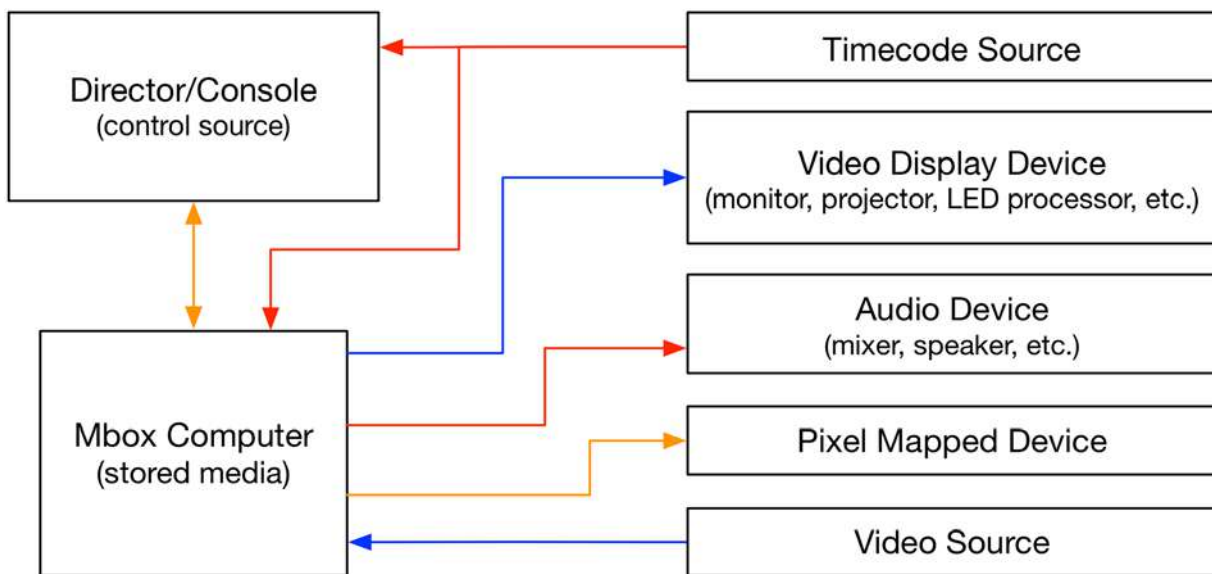 Director/Console
(control source)
Timecode Source
Video Display Device
(monitor, projector, LED processor, etc.)
Audio Device
(mixer, speaker, etc.)
Mbox Computer
(stored media)
Pixel Mapped Device
Video Source